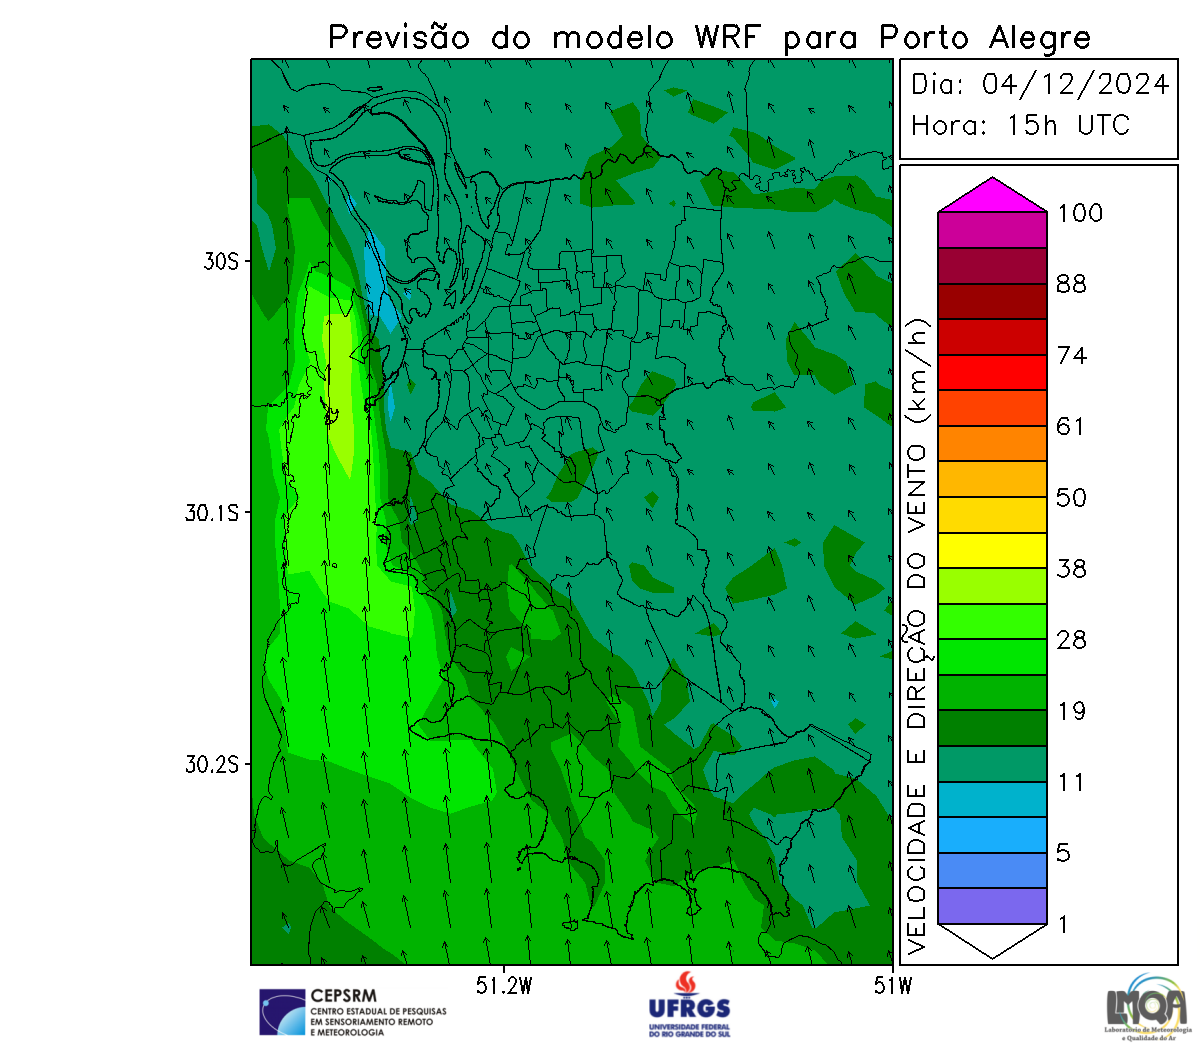 Previsão do modelo WRF para Porto Alegre
Dia: 04/12/2024
Hora: 15h UTC
30S
30.1S
30.2S
51.2W
51W
VELOCIDADE E DIREÇÃO DO VENTO (km/h)
100
88
74
61
50
38
28
19
11
5
1
CEPSRM
CENTRO ESTADUAL DE PESQUISAS
EM SENSORIAMENTO REMOTO
E METEOROLOGIA
UFRGS
UNIVERSIDADE FEDERAL
DO RIO GRANDE DO SUL
LMQA
Laboratório de Meteorologia
e Qualidade do Ar